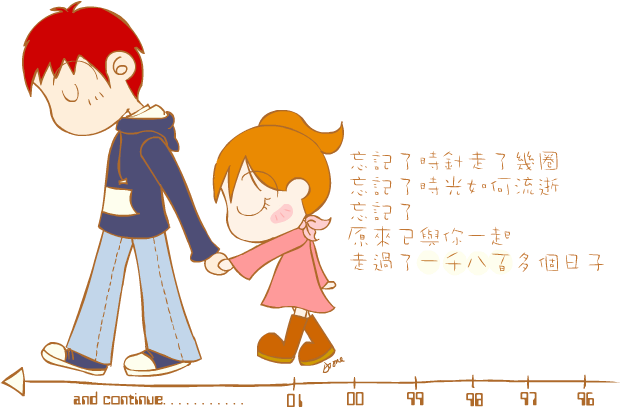 忘記了時針走了幾圈
忘記了時光如何流逝
忘記了
原來已與你一起
走過了一千八百多個日子
and continue...........
01 00 99 98 97 96